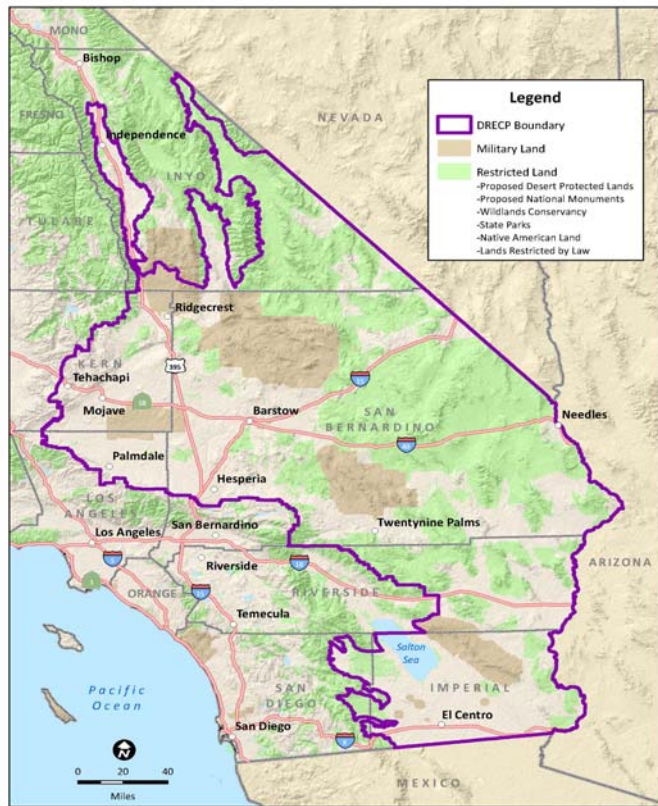 MONO
Bishop
FRESNO
Independence
NEVADA
INYO
TULARE
Legend
DRECP Boundary
Military Land
Restricted Land
-Proposed Desert Protected Lands
-Proposed National Monuments
-Wildlands Conservancy
-State Parks
-Native American Land
-Lands Restricted by Law
Ridgecrest
KERN
395
Tehachapi
15
Mojave
Barstow
SAN
BERNARDINO
Needles
40
Palmdale
Hesperia
LOS
ANGELES
San Bernardino
Twentynine Palms
Los Angeles
ARIZONA
5
Riverside
10
1
ORANGE
15
RIVERSIDE
Temecula
Salton
Sea
Pacific
Ocean
SAN
DIEGO
IMPERIAL
El Centro
San Diego
8
N
0 20 40
Miles
MEXICO